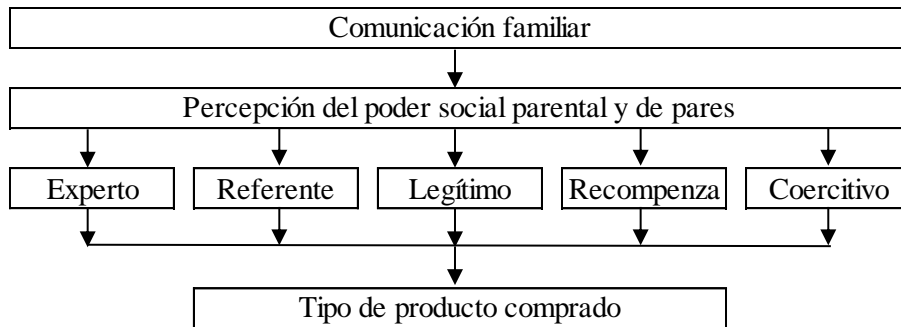 Comunicación familiar
Percepción del poder social parental y de pares
Experto
Referente
Legítimo
Recompenza
Coercitivo
Tipo de producto comprado